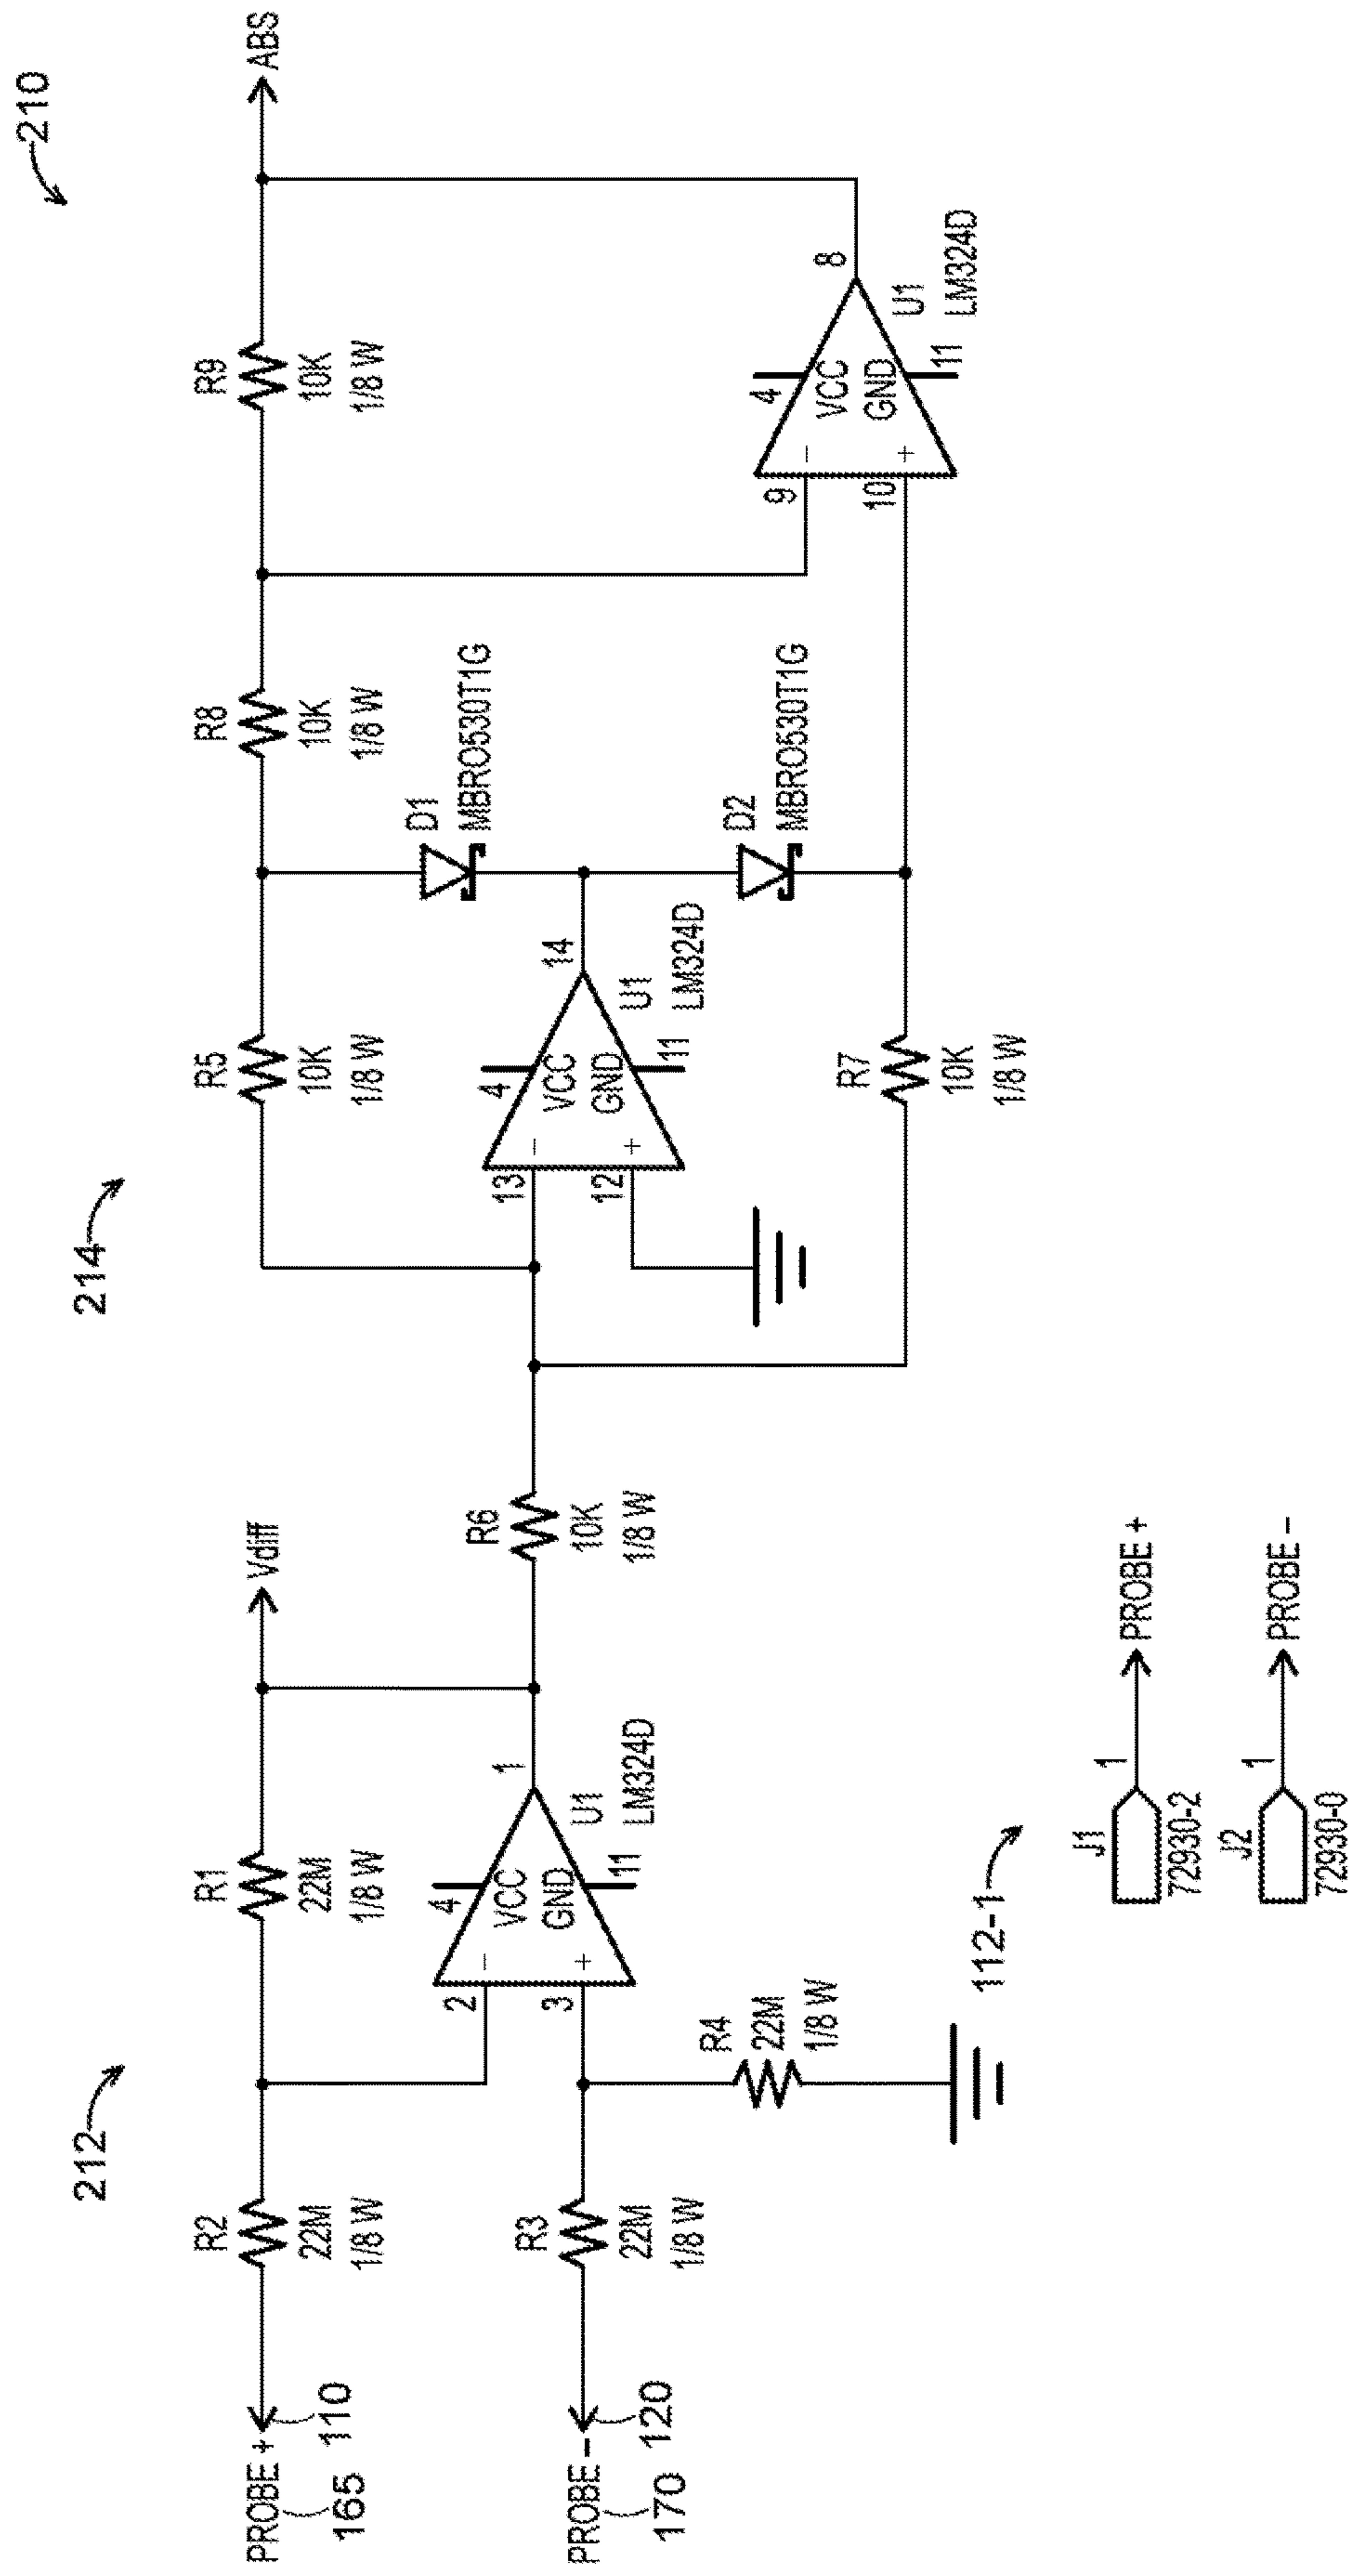 210
212
214
PROBE +
165
110
R2
22M
1/8 W
R1
22M
1/8 W
Vdiff
PROBE −
170
120
R3
22M
1/8 W
R4
22M
1/8 W
2
3
−
+
4
VCC
GND
11
1
U1
LM324D
R6
10K
1/8 W
R5
10K
1/8 W
13
12
−
+
4
VCC
GND
11
14
U1
LM324D
R7
10K
1/8 W
D1
MBRO530T1G
D2
MBRO530T1G
R8
10K
1/8 W
R9
10K
1/8 W
9
10
−
+
4
VCC
GND
11
8
U1
LM324D
ABS
112-1
J1
72930-2
1
PROBE +
J2
72930-0
1
PROBE −